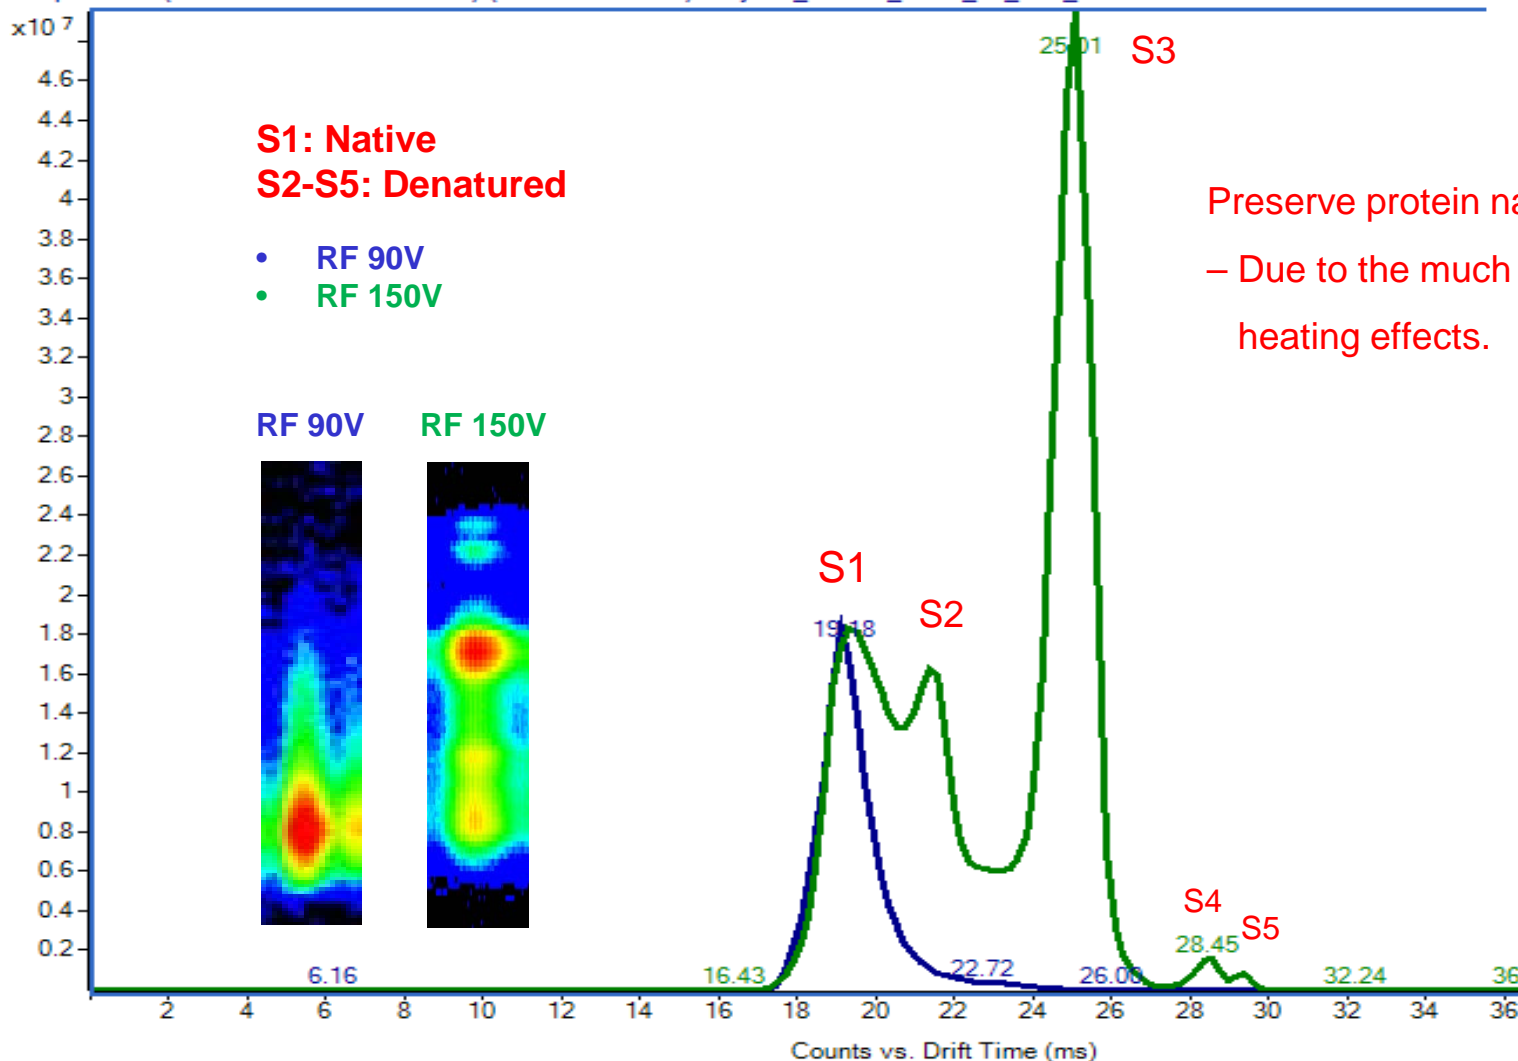 x10 7
4.6
4.4
4.2
4
3.8
3.6
3.4
3.2
3
2.8
2.6
2.4
2.2
2
1.8
1.6
1.4
1.2
1
0.8
0.6
0.4
0.2
25.01
S3
S1: Native
S2-S5: Denatured
• RF 90V
• RF 150V
Preserve protein na
– Due to the much
heating effects.
RF 90V RF 150V
S1
S2
19.18
S4
S5
28.45
6.16 16.43 22.72 26.00 32.24 36
2 4 6 8 10 12 14 16 18 20 22 24 26 28 30 32 34 36
Counts vs. Drift Time (ms)